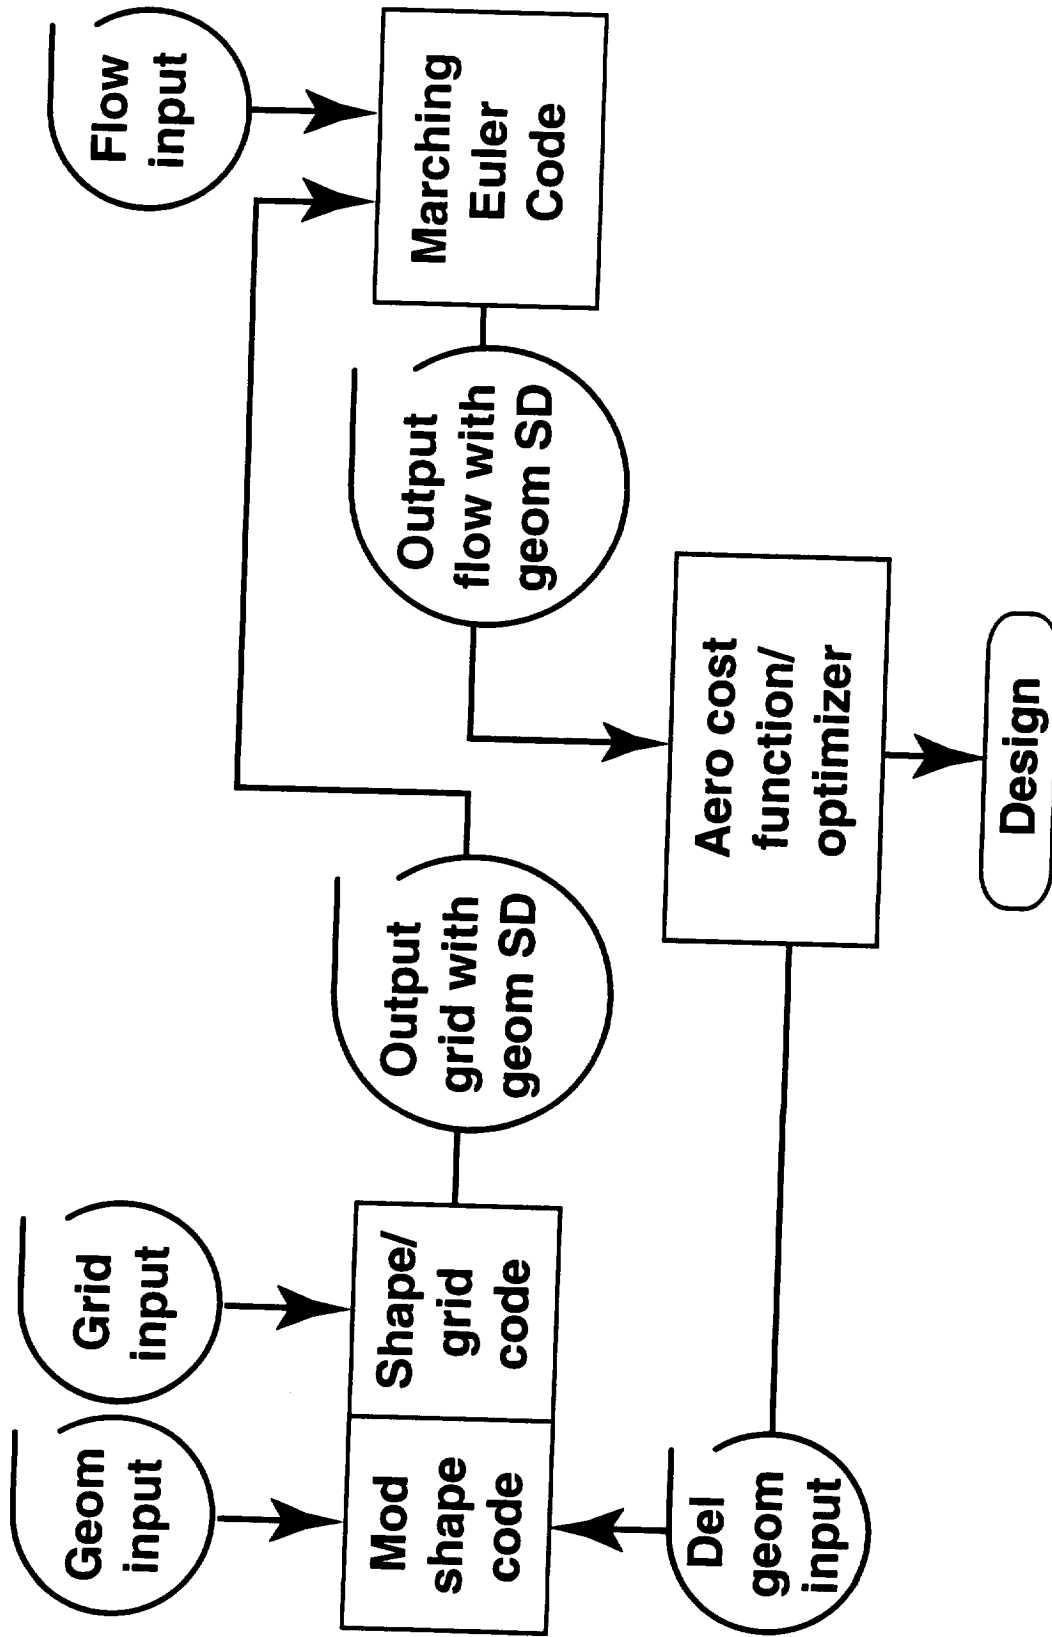 Geom
input
Grid
input
Flow
input
Mod
shape
code
Shape/
grid
code
Output
grid with
geom SD
Output
flow with
geom SD
Marching
Euler
Code
Del
geom
input
Aero cost
function/
optimizer
Design